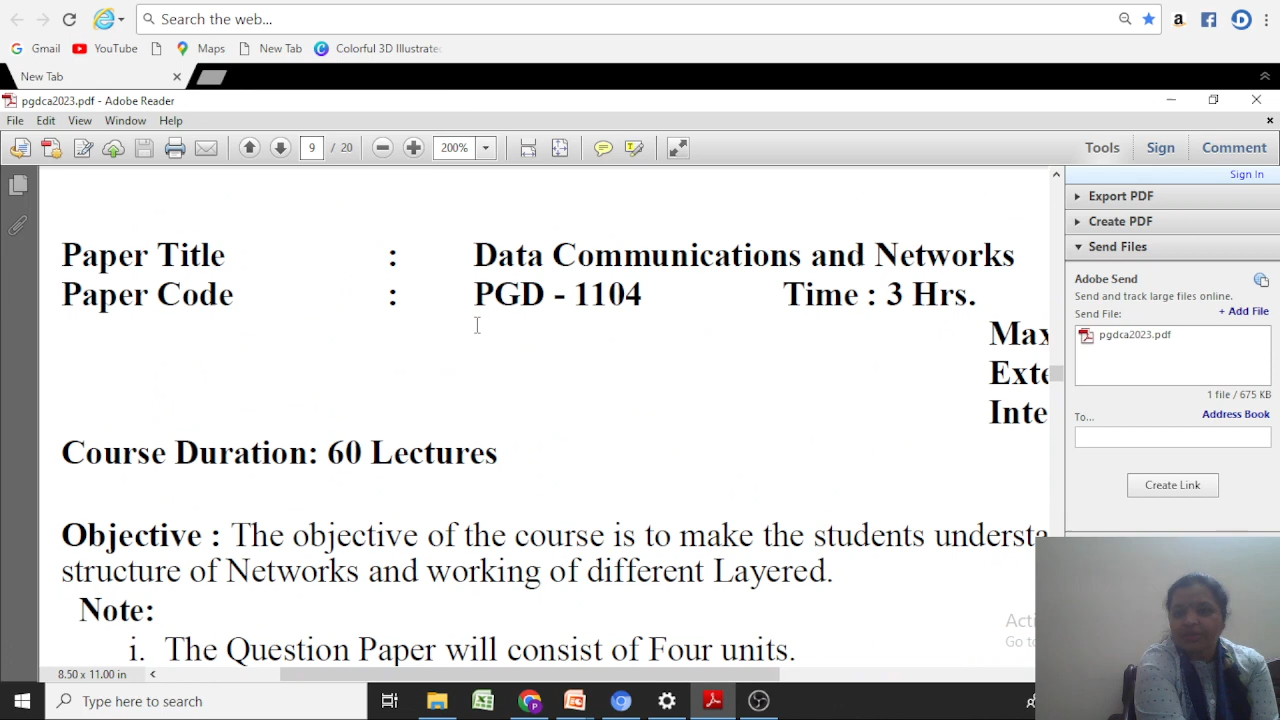 Search the web...
Gmail YouTube Maps New Tab Colorful 3D Illustrate
New Tab
pgdca2023.pdf - Adobe Reader
File Edit View Window Help
9 / 20 200% Tools Sign Comment
Sign In
Export PDF
Create PDF
Send Files
Adobe Send
Send and track large files online.
Send File:
+ Add File
pgdca2023.pdf
1 file / 675 KB
To...
Address Book
Create Link
Paper Title : Data Communications and Networks
Paper Code : PGD - 1104 Time : 3 Hrs.
Max
Exte
Inte
Course Duration: 60 Lectures
Objective : The objective of the course is to make the students understa
structure of Networks and working of different Layered.
Note:
i. The Question Paper will consist of Four units.
Acti
Go to
8.50 x 11.00 in
Type here to search